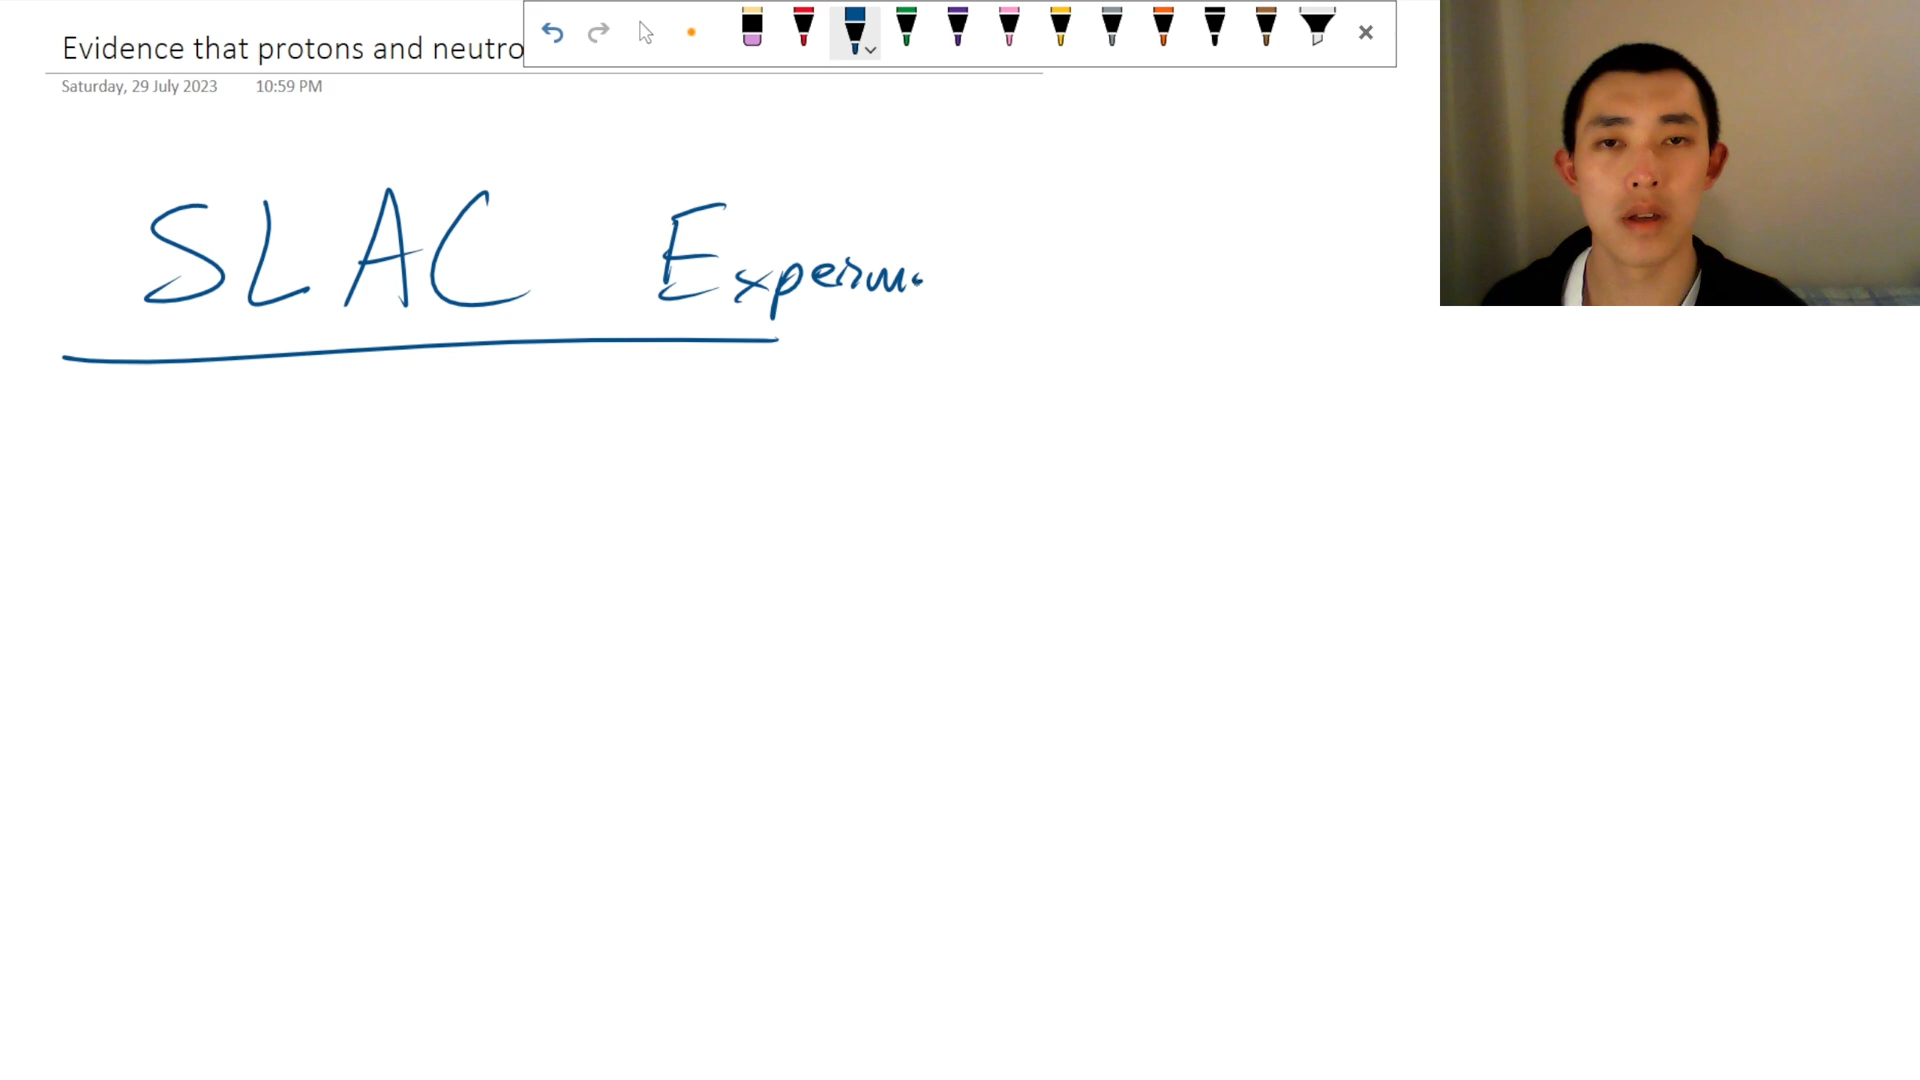 Evidence that protons and neutro
Saturday, 29 July 2023 10:59 PM
SLAC Experim